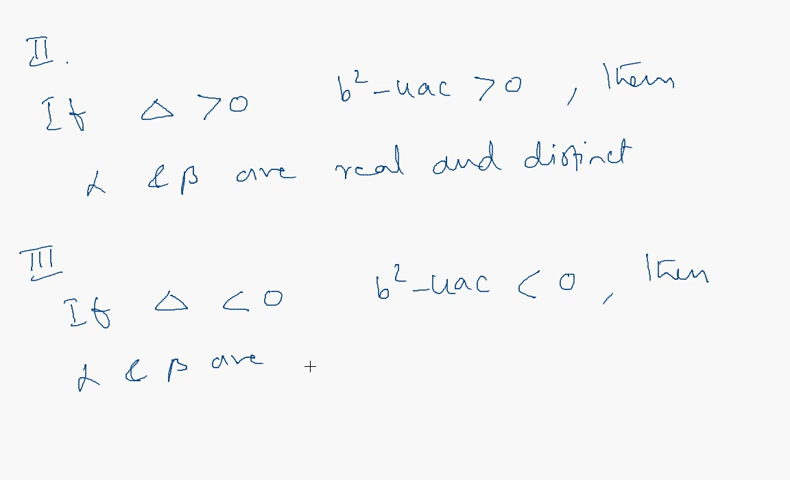 II.
If △ >0 b²-4ac >0 , then
α & β are real and distinct
III
If △ <0 b²-4ac < 0 , then
α & β are